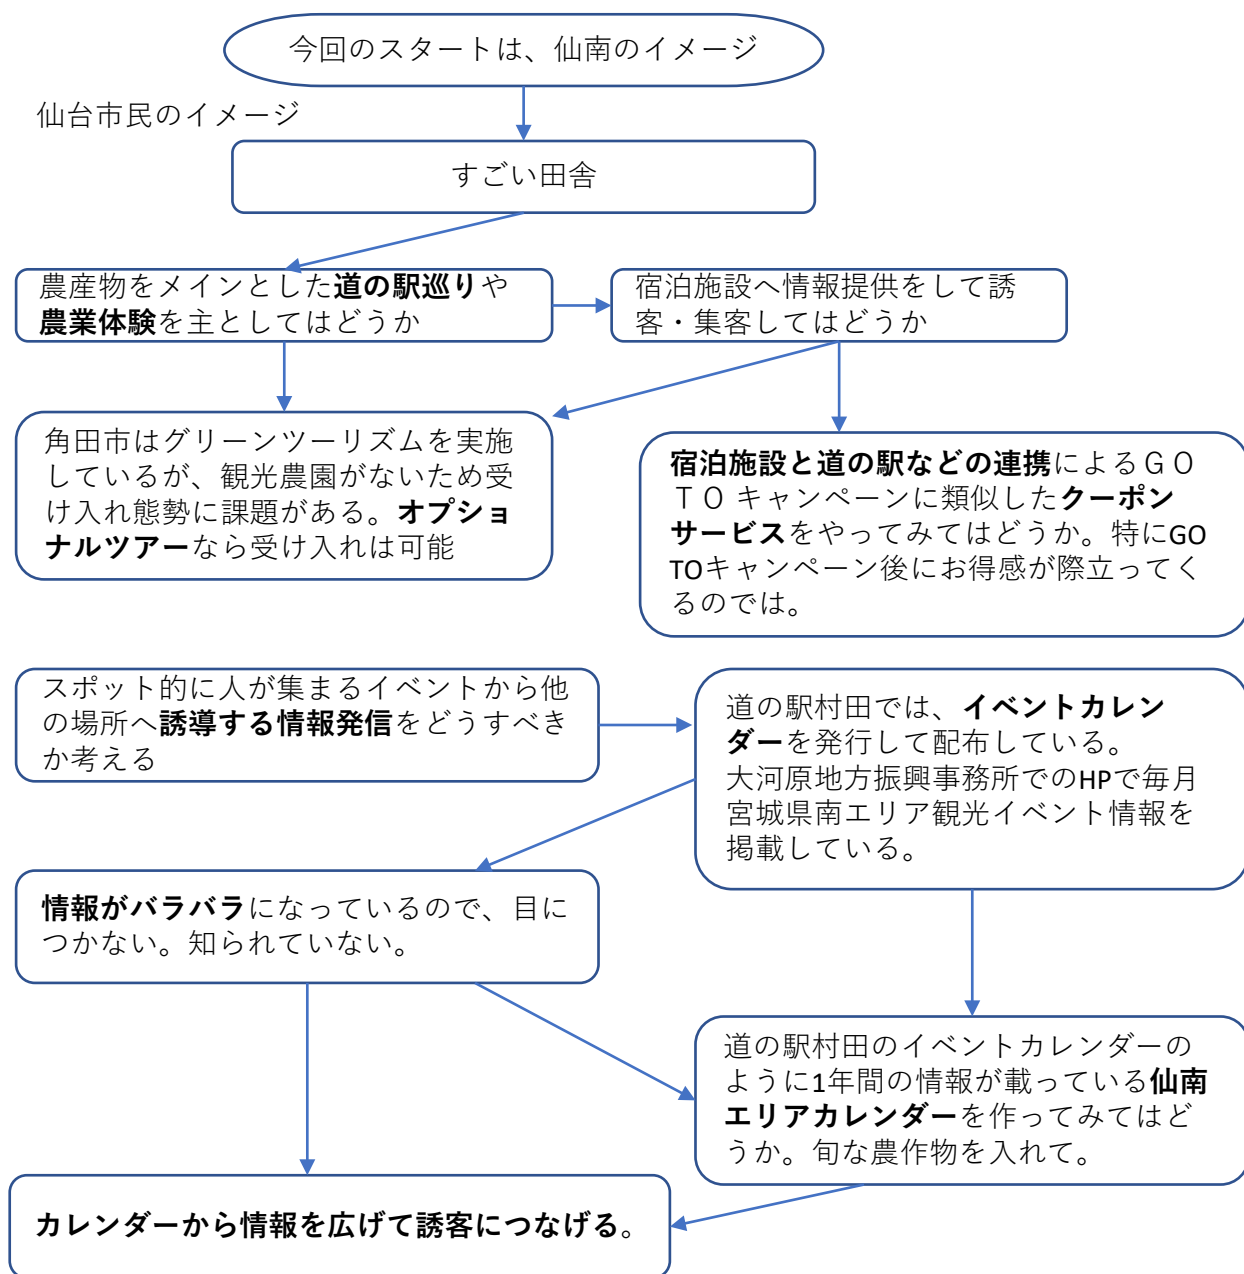 今回のスタートは、仙南のイメージ
仙台市民のイメージ
すごい田舎
農産物をメインとした道の駅巡りや
農業体験を主としてはどうか
宿泊施設へ情報提供をして誘
客・集客してはどうか
角田市はグリーンツーリズムを実施
しているが、観光農園がないため受
け入れ態勢に課題がある。オプショ
ナルツアーなら受け入れは可能
宿泊施設と道の駅などの連携によるＧＯ
ＴＯキャンペーンに類似したクーポン
サービスをやってみてはどうか。特にGO
TOキャンペーン後にお得感が際立ってく
るのでは。
スポット的に人が集まるイベントから他
の場所へ誘導する情報発信をどうすべき
か考える
道の駅村田では、イベントカレン
ダーを発行して配布している。
大河原地方振興事務所でのHPで毎月
宮城県南エリア観光イベント情報を
掲載している。
情報がバラバラになっているので、目に
つかない。知られていない。
道の駅村田のイベントカレンダーの
ように1年間の情報が載っている仙南
エリアカレンダーを作ってみてはど
うか。旬な農作物を入れて。
カレンダーから情報を広げて誘客につなげる。